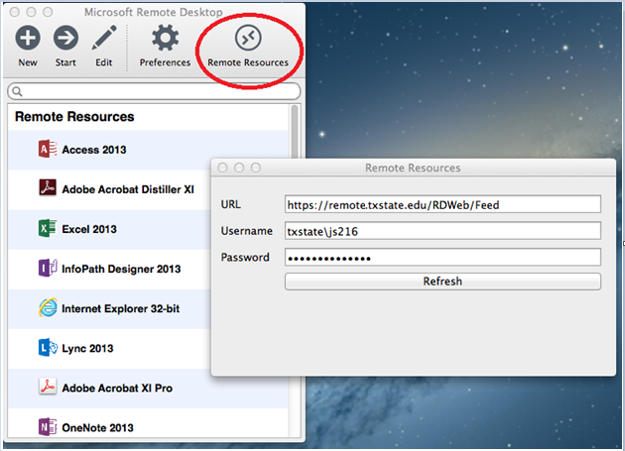 Microsoft Remote Desktop
New Start Edit Preferences Remote Resources
Remote Resources
Access 2013
Adobe Acrobat Distiller XI
Excel 2013
InfoPath Designer 2013
Internet Explorer 32-bit
Lync 2013
Adobe Acrobat XI Pro
OneNote 2013
Remote Resources
URL https://remote.txstate.edu/RDWeb/Feed
Username txstate\js216
Password ••••••••••••••
Refresh